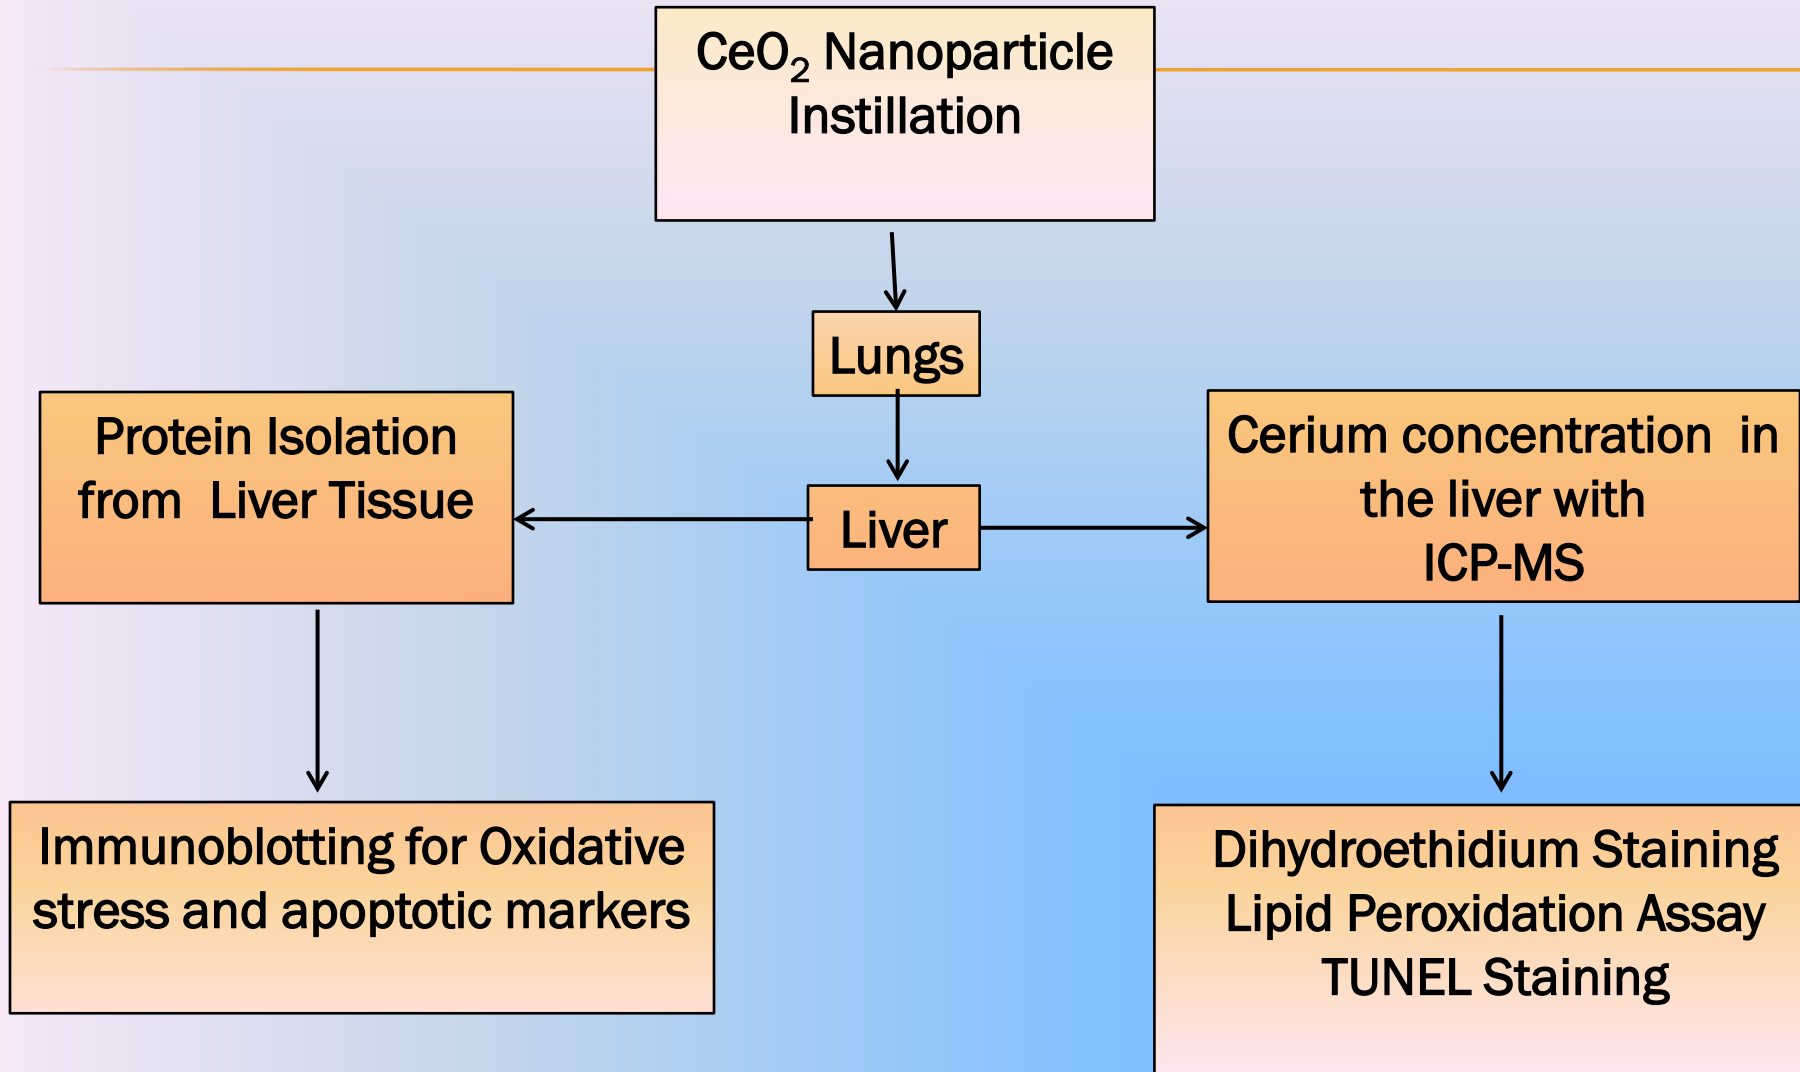 CeO₂ Nanoparticle
Instillation
Lungs
Protein Isolation
from Liver Tissue
Liver
Cerium concentration in
the liver with
ICP-MS
Immunoblotting for Oxidative
stress and apoptotic markers
Dihydroethidium Staining
Lipid Peroxidation Assay
TUNEL Staining